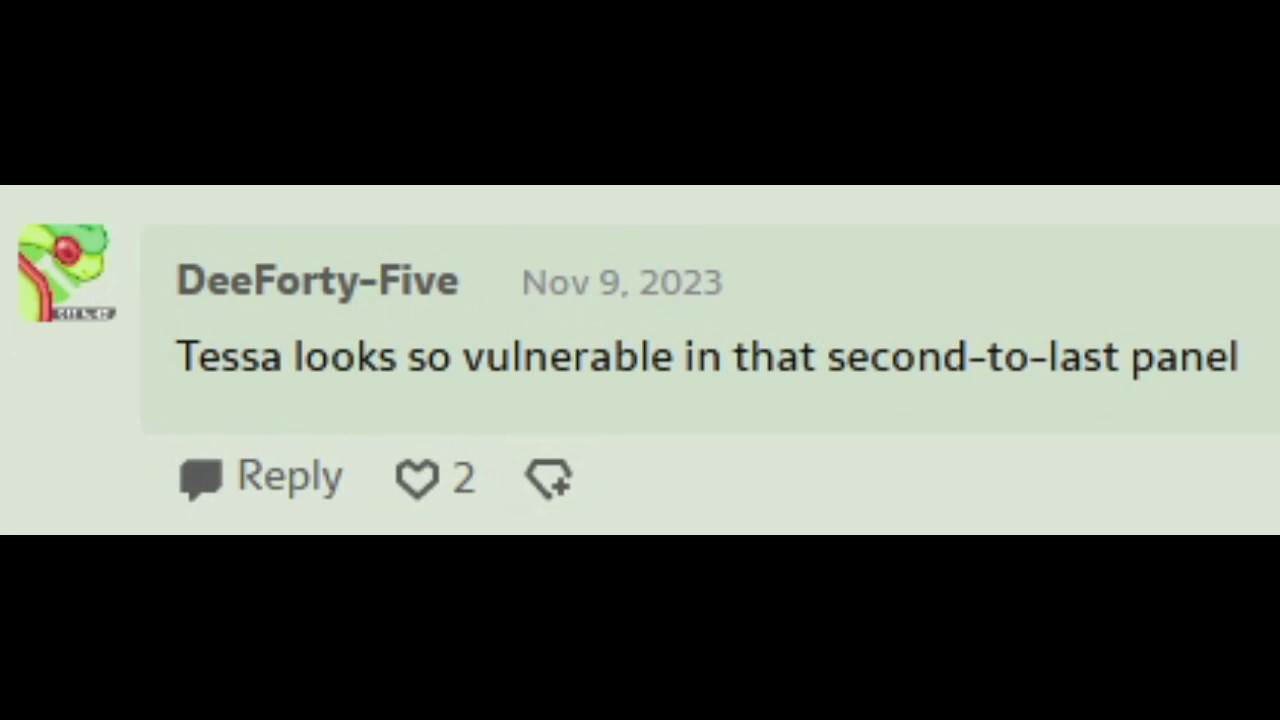 DeeForty-Five Nov 9, 2023
Tessa looks so vulnerable in that second-to-last panel
Reply 2